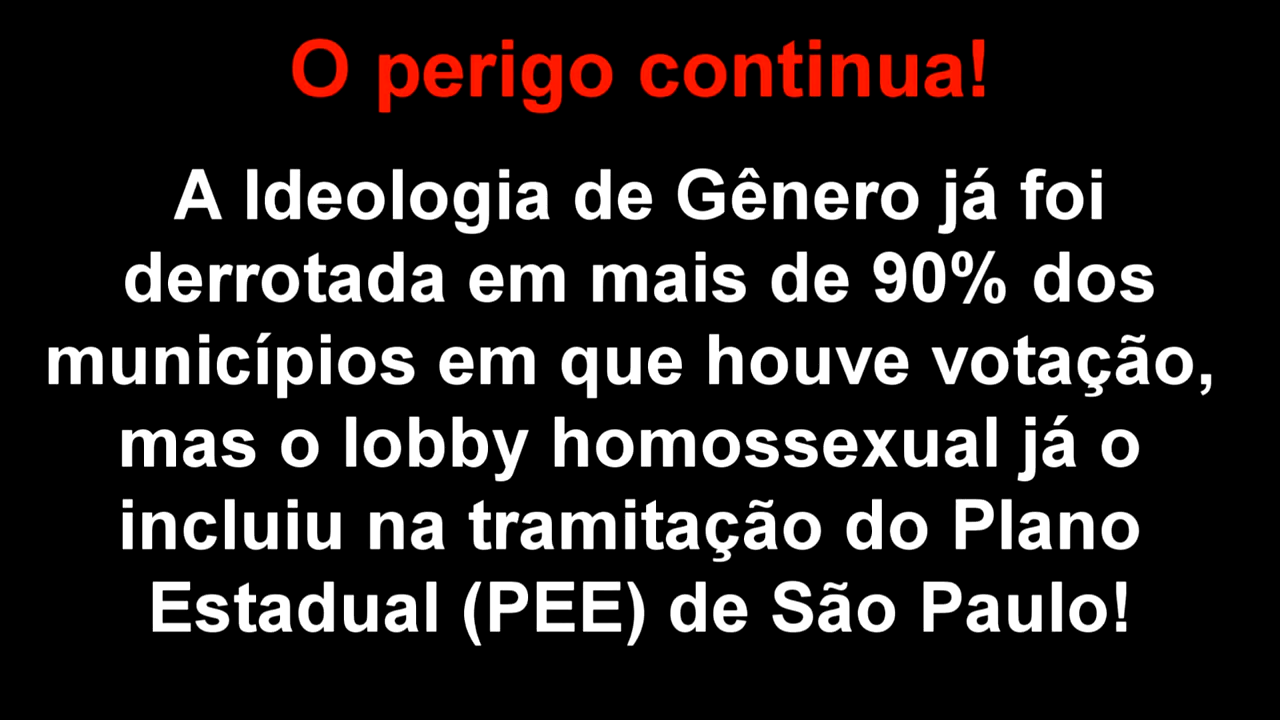 O perigo continua!
A Ideologia de Gênero já foi
derrotada em mais de 90% dos
municípios em que houve votação,
mas o lobby homossexual já o
incluiu na tramitação do Plano
Estadual (PEE) de São Paulo!